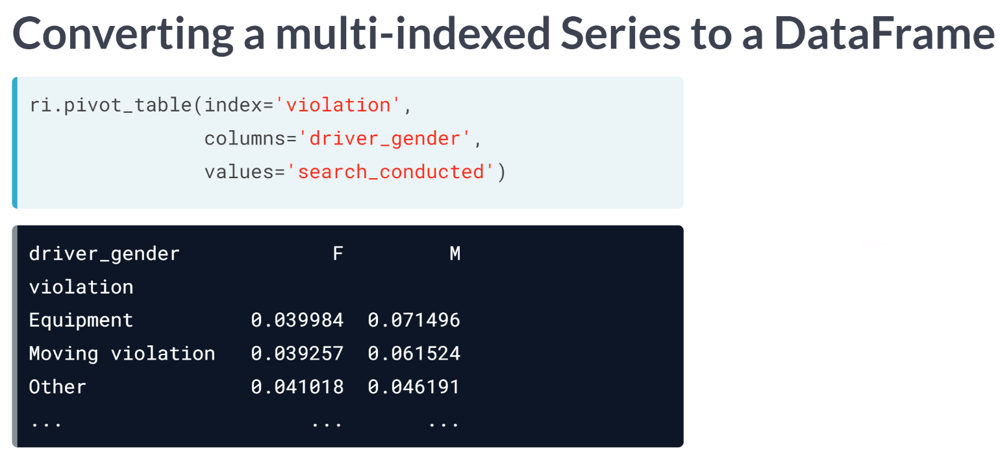 Converting a multi-indexed Series to a DataFrame
ri.pivot_table(index='violation',
columns='driver_gender',
values='search_conducted')
driver_gender F M
violation
Equipment 0.039984 0.071496
Moving violation 0.039257 0.061524
Other 0.041018 0.046191
... ... ...